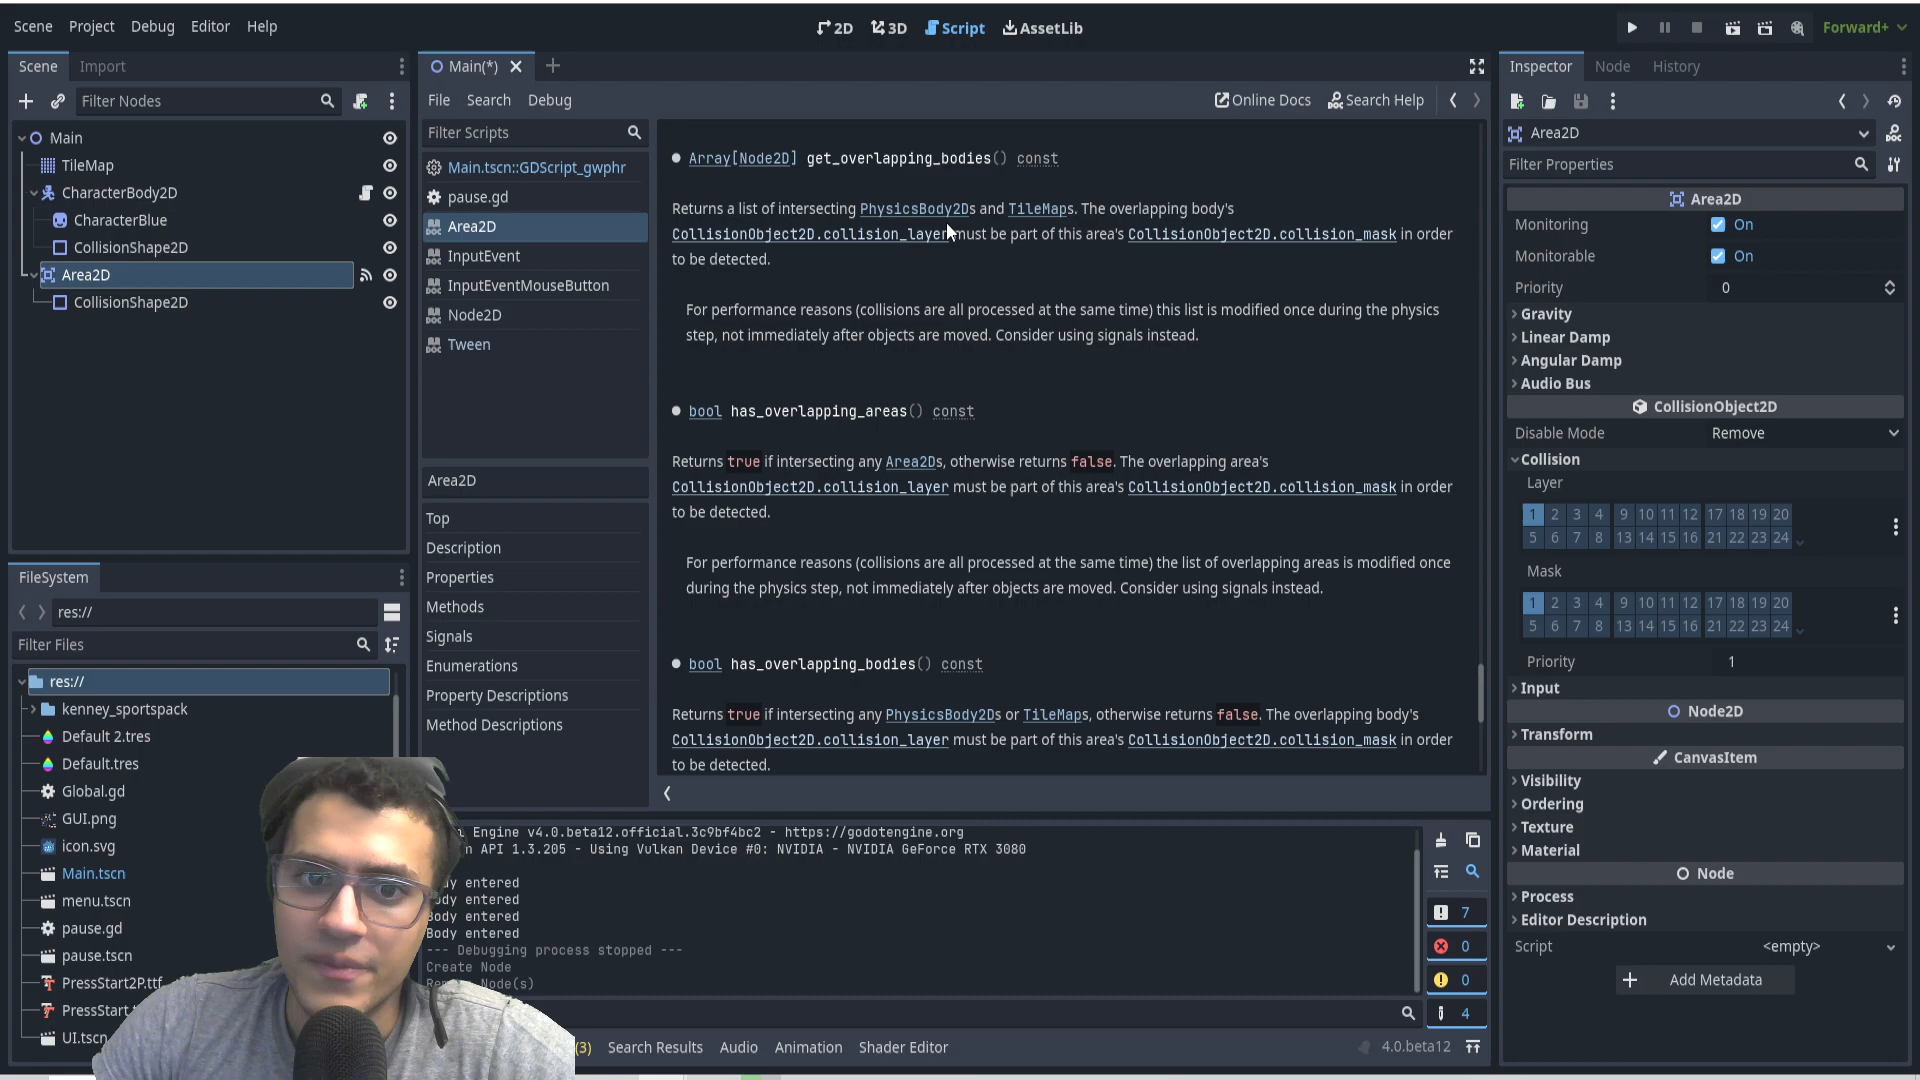 Scene Project Debug Editor Help
2D 3D Script AssetLib
Forward+
Scene Import
Filter Nodes
Main
TileMap
CharacterBody2D
CharacterBlue
CollisionShape2D
Area2D
CollisionShape2D
FileSystem
res://
Filter Files
res://
kenney_sportspack
Default 2.tres
Default.tres
Global.gd
GUI.png
icon.svg
Main.tscn
menu.tscn
pause.gd
pause.tscn
PressStart2P.ttf
PressStart
UI.tscn
Main(*)
File Search Debug
Online Docs Search Help
Filter Scripts
Main.tscn::GDScript_gwphr
pause.gd
Area2D
InputEvent
InputEventMouseButton
Node2D
Tween
Area2D
Top
Description
Properties
Methods
Signals
Enumerations
Property Descriptions
Method Descriptions
Array[Node2D] get_overlapping_bodies() const
Returns a list of intersecting PhysicsBody2Ds and TileMaps. The overlapping body's
CollisionObject2D.collision_layer must be part of this area's CollisionObject2D.collision_mask in order
to be detected.
For performance reasons (collisions are all processed at the same time) this list is modified once during the physics
step, not immediately after objects are moved. Consider using signals instead.
bool has_overlapping_areas() const
Returns true if intersecting any Area2Ds, otherwise returns false. The overlapping area's
CollisionObject2D.collision_layer must be part of this area's CollisionObject2D.collision_mask in order
to be detected.
For performance reasons (collisions are all processed at the same time) the list of overlapping areas is modified once
during the physics step, not immediately after objects are moved. Consider using signals instead.
bool has_overlapping_bodies() const
Returns true if intersecting any PhysicsBody2Ds or TileMaps, otherwise returns false. The overlapping body's
CollisionObject2D.collision_layer must be part of this area's CollisionObject2D.collision_mask in order
to be detected.
Engine v4.0.beta12.official.3c9bf4bc2 - https://godotengine.org
API 1.3.205 - Using Vulkan Device #0: NVIDIA - NVIDIA GeForce RTX 3080
entered
entered
Body entered
Body entered
--- Debugging process stopped ---
Create Node
Node(s)
7
0
0
4
(3) Search Results Audio Animation Shader Editor
4.0.beta12
Inspector Node History
Area2D
Filter Properties
Area2D
Monitoring On
Monitorable On
Priority 0
Gravity
Linear Damp
Angular Damp
Audio Bus
CollisionObject2D
Disable Mode Remove
Collision
Layer
1 2 3 4 9 10 11 12 17 18 19 20
5 6 7 8 13 14 15 16 21 22 23 24
Mask
1 2 3 4 9 10 11 12 17 18 19 20
5 6 7 8 13 14 15 16 21 22 23 24
Priority 1
Input
Node2D
Transform
CanvasItem
Visibility
Ordering
Texture
Material
Node
Process
Editor Description
Script <empty>
Add Metadata